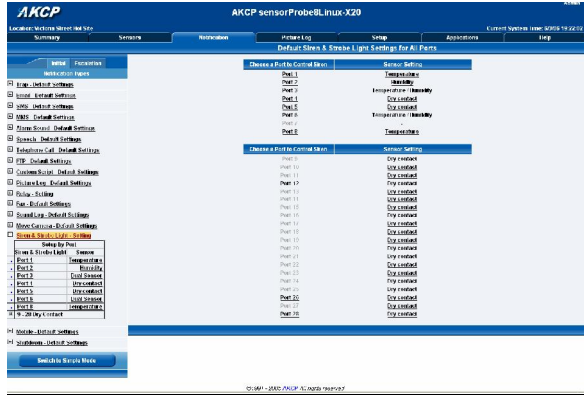 AKCP
AKCP sensorProbe8Linux-X20
Admin
Location: Victoria Street Hot Site
Current System Time: 6/3/06 19:22:02
Summary Sensors Notification Picture Log Setup Applications Help
Default Siren & Strobe Light Settings for All Ports
Initial Escalation
Notification Types
Trap - Default Settings
Email - Default Settings
SMS - Default Settings
MMS - Default Settings
Alarm Sound - Default Settings
Speech - Default Settings
Telephone Call - Default Settings
FTP - Default Settings
Custom Script - Default Settings
Picture Log - Default Settings
Relay - Setting
Fax - Default Settings
Sound Log - Default Settings
Move Camera - Default Settings
Siren & Strobe Light - Setting
Setup by Port
Siren & Strobe Light Sensor
Port 1 Temperature
Port 2 Humidity
Port 3 Dual Sensor
Port 4 Dry contact
Port 5 Dry contact
Port 6 Dual Sensor
Port 8 Temperature
9 - 28 Dry Contact
Mobile - Default Settings
Shutdown - Default Settings
Switch to Simple Mode
Choose a Port to Control Siren Sensor Setting
Port 1 Temperature
Port 2 Humidity
Port 3 Temperature / Humidity
Port 4 Dry contact
Port 5 Dry contact
Port 6 Temperature / Humidity
Port 7 -
Port 8 Temperature
Choose a Port to Control Siren Sensor Setting
Port 9 Dry contact
Port 10 Dry contact
Port 11 Dry contact
Port 12 Dry contact
Port 13 Dry contact
Port 14 Dry contact
Port 15 Dry contact
Port 16 Dry contact
Port 17 Dry contact
Port 18 Dry contact
Port 19 Dry contact
Port 20 Dry contact
Port 21 Dry contact
Port 22 Dry contact
Port 23 Dry contact
Port 24 Dry contact
Port 25 Dry contact
Port 26 Dry contact
Port 27 Dry contact
Port 28 Dry contact
© 1991 - 2005 AKCP All rights reserved